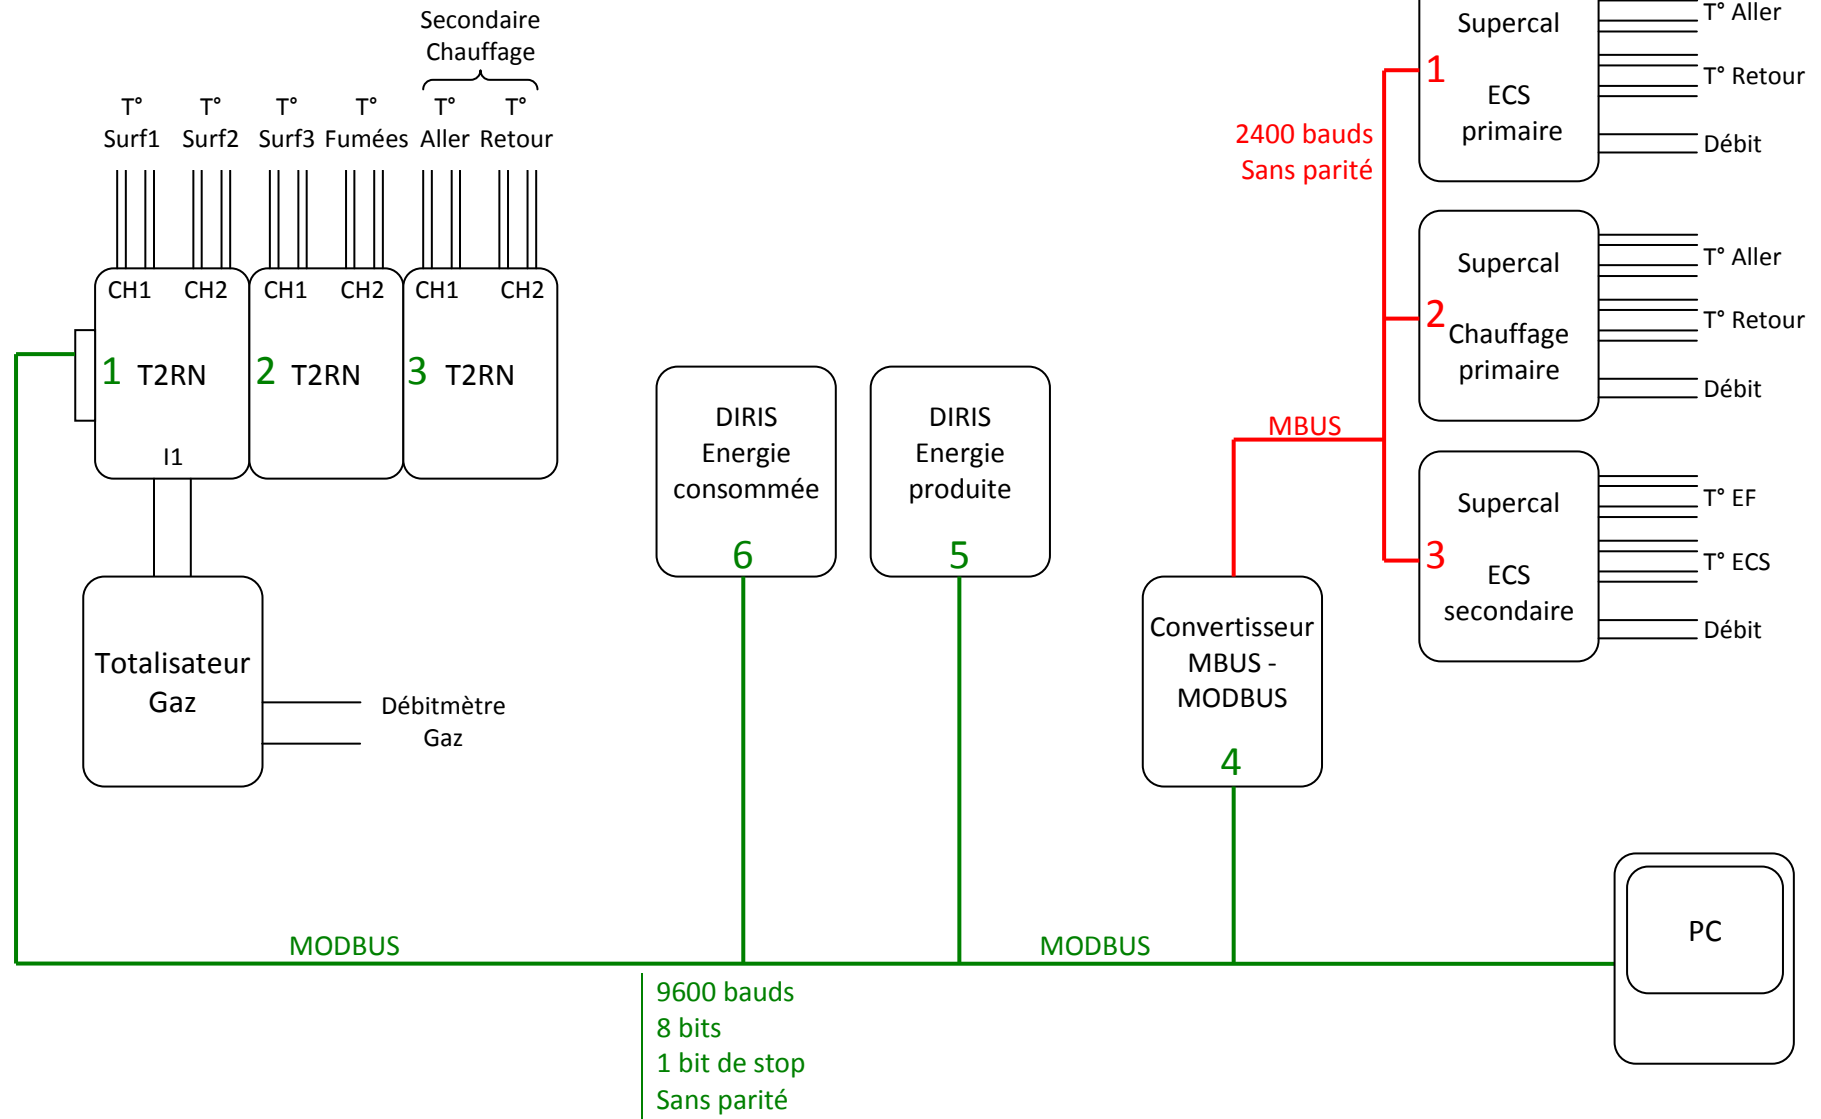 Secondaire
Chauffage
T° T° T° T° T° T°
Surf1 Surf2 Surf3 Fumées Aller Retour
CH1 CH2 CH1 CH2 CH1 CH2
1 T2RN 2 T2RN 3 T2RN
I1
Totalisateur
Gaz
Débitmètre
Gaz
DIRIS
Energie
consommée
6
DIRIS
Energie
produite
5
Convertisseur
MBUS -
MODBUS
4
MBUS
2400 bauds
Sans parité
Supercal
1
ECS
primaire
T° Aller
T° Retour
Débit
Supercal
2
Chauffage
primaire
T° Aller
T° Retour
Débit
Supercal
3
ECS
secondaire
T° EF
T° ECS
Débit
PC
MODBUS MODBUS
9600 bauds
8 bits
1 bit de stop
Sans parité